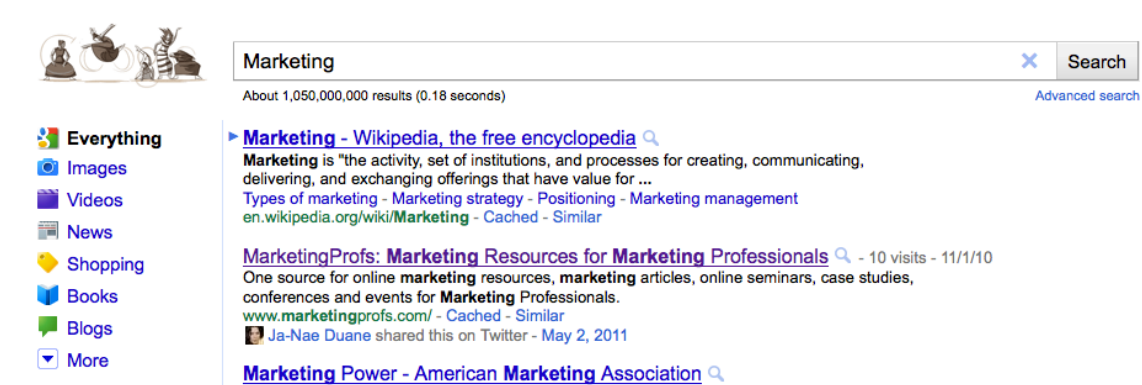 Marketing
Search
About 1,050,000,000 results (0.18 seconds)
Advanced search
Everything
Images
Videos
News
Shopping
Books
Blogs
More
Marketing - Wikipedia, the free encyclopedia
Marketing is "the activity, set of institutions, and processes for creating, communicating,
delivering, and exchanging offerings that have value for ...
Types of marketing - Marketing strategy - Positioning - Marketing management
en.wikipedia.org/wiki/Marketing - Cached - Similar
MarketingProfs: Marketing Resources for Marketing Professionals - 10 visits - 11/1/10
One source for online marketing resources, marketing articles, online seminars, case studies,
conferences and events for Marketing Professionals.
www.marketingprofs.com/ - Cached - Similar
Ja-Nae Duane shared this on Twitter - May 2, 2011
Marketing Power - American Marketing Association